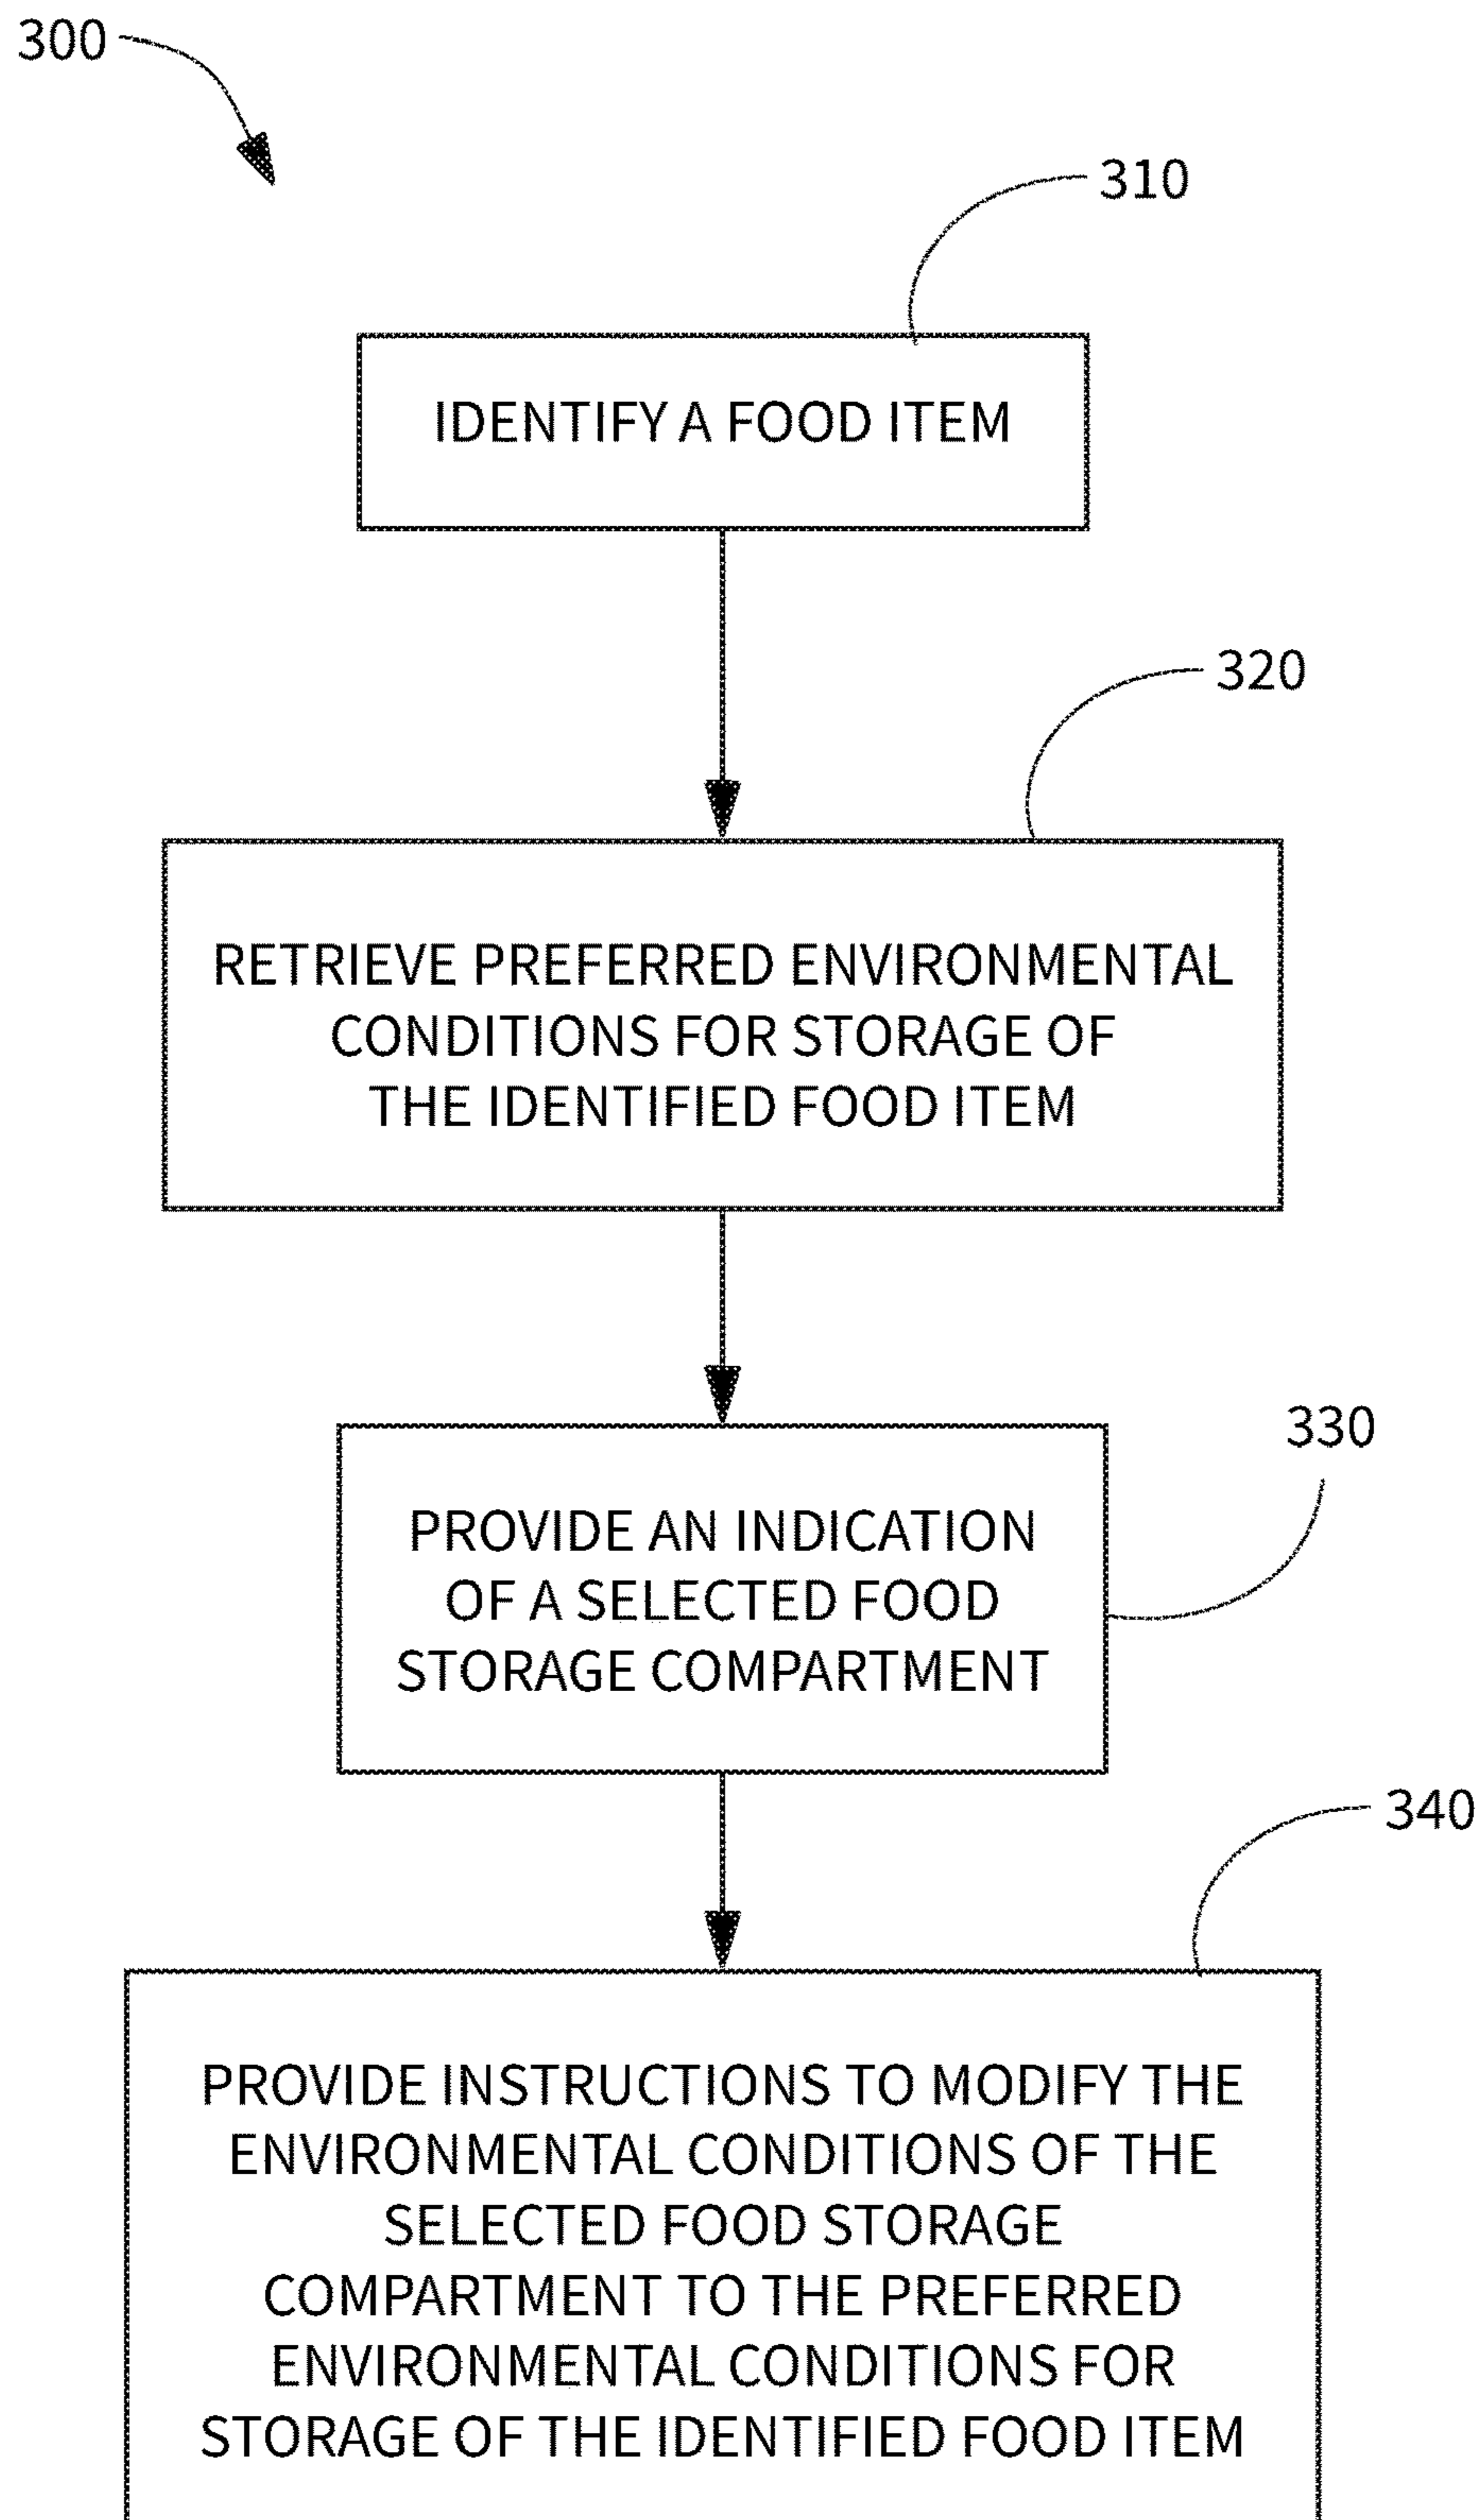 300
310
IDENTIFY A FOOD ITEM
320
RETRIEVE PREFERRED ENVIRONMENTAL
CONDITIONS FOR STORAGE OF
THE IDENTIFIED FOOD ITEM
330
PROVIDE AN INDICATION
OF A SELECTED FOOD
STORAGE COMPARTMENT
340
PROVIDE INSTRUCTIONS TO MODIFY THE
ENVIRONMENTAL CONDITIONS OF THE
SELECTED FOOD STORAGE
COMPARTMENT TO THE PREFERRED
ENVIRONMENTAL CONDITIONS FOR
STORAGE OF THE IDENTIFIED FOOD ITEM